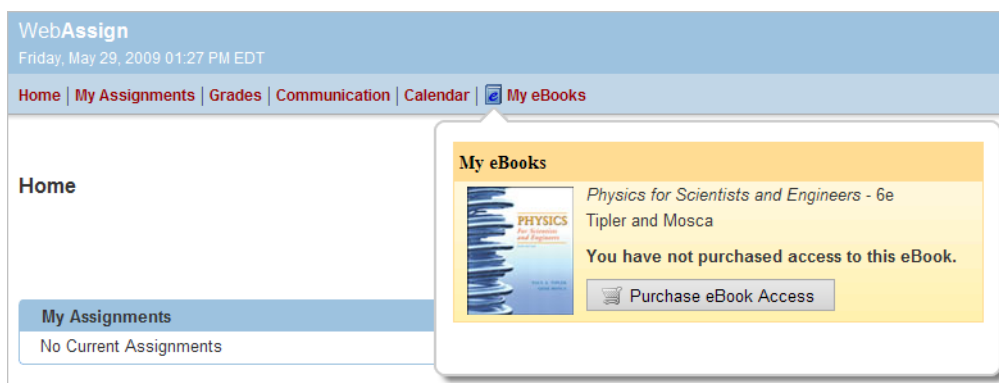 WebAssign
Friday, May 29, 2009 01:27 PM EDT
Home | My Assignments | Grades | Communication | Calendar | My eBooks
Home
My Assignments
No Current Assignments
My eBooks
PHYSICS
For Scientists
and Engineers
Physics for Scientists and Engineers - 6e
Tipler and Mosca
You have not purchased access to this eBook.
Purchase eBook Access